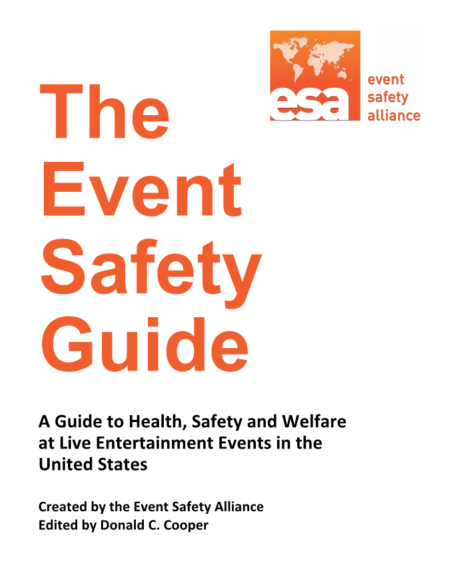 esa
event
safety
alliance
The
Event
Safety
Guide
A Guide to Health, Safety and Welfare
at Live Entertainment Events in the
United States
Created by the Event Safety Alliance
Edited by Donald C. Cooper